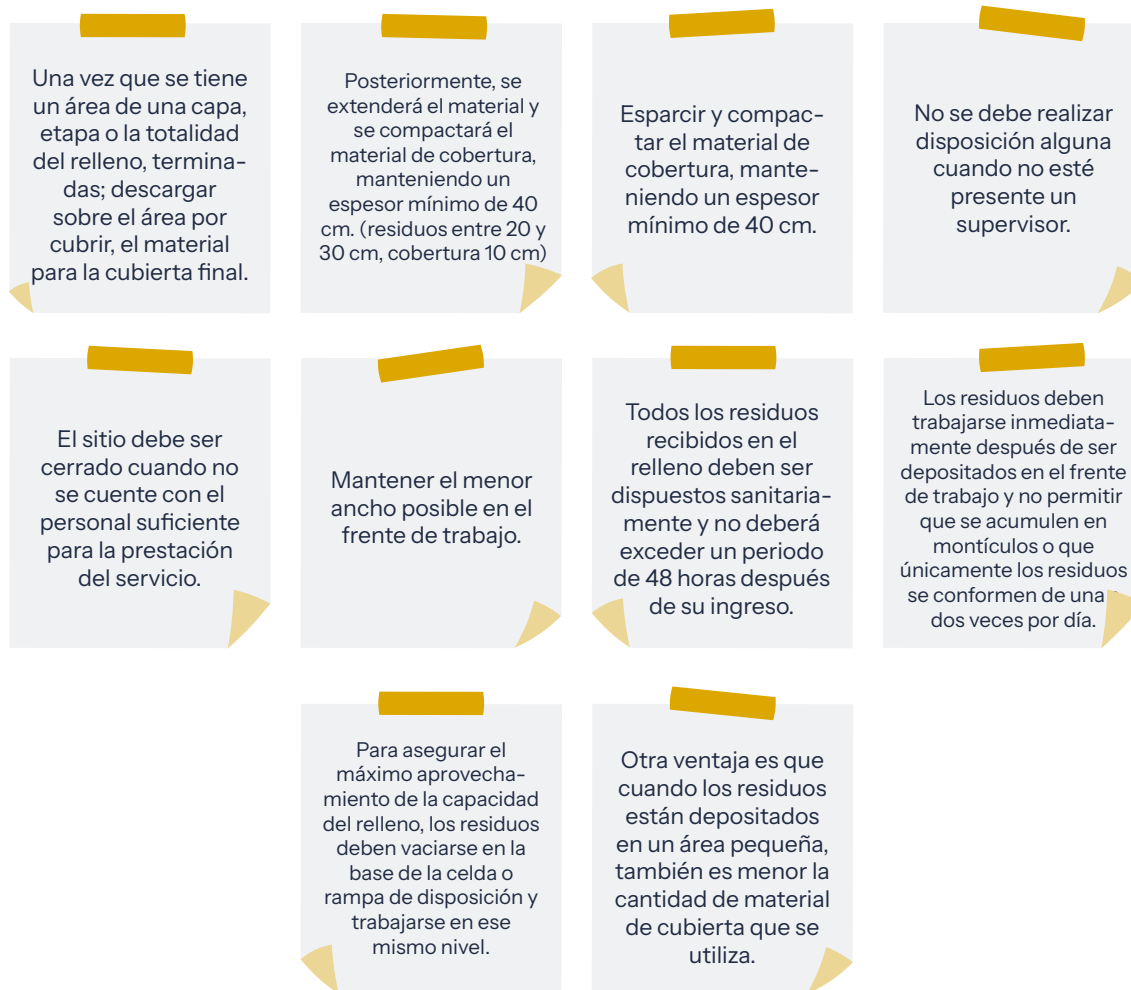 Una vez que se tiene
un área de una capa,
etapa o la totalidad
del relleno, termina-
das; descargar
sobre el área por
cubrir, el material
para la cubierta final.
Posteriormente, se
extenderá el material y
se compactará el
material de cobertura,
manteniendo un
espesor mínimo de 40
cm. (residuos entre 20 y
30 cm, cobertura 10 cm)
Esparcir y compac-
tar el material de
cobertura, mante-
niendo un espesor
mínimo de 40 cm.
No se debe realizar
disposición alguna
cuando no esté
presente un
supervisor.
El sitio debe ser
cerrado cuando no
se cuente con el
personal suficiente
para la prestación
del servicio.
Mantener el menor
ancho posible en el
frente de trabajo.
Todos los residuos
recibidos en el
relleno deben ser
dispuestos sanitaria-
mente y no deberá
exceder un periodo
de 48 horas después
de su ingreso.
Los residuos deben
trabajarse inmediata-
mente después de ser
depositados en el frente
de trabajo y no permitir
que se acumulen en
montículos o que
únicamente los residuos
se conformen de una
dos veces por día.
Para asegurar el
máximo aprovecha-
miento de la capacidad
del relleno, los residuos
deben vaciarse en la
base de la celda o
rampa de disposición y
trabajarse en ese
mismo nivel.
Otra ventaja es que
cuando los residuos
están depositados
en un área pequeña,
también es menor la
cantidad de material
de cubierta que se
utiliza.